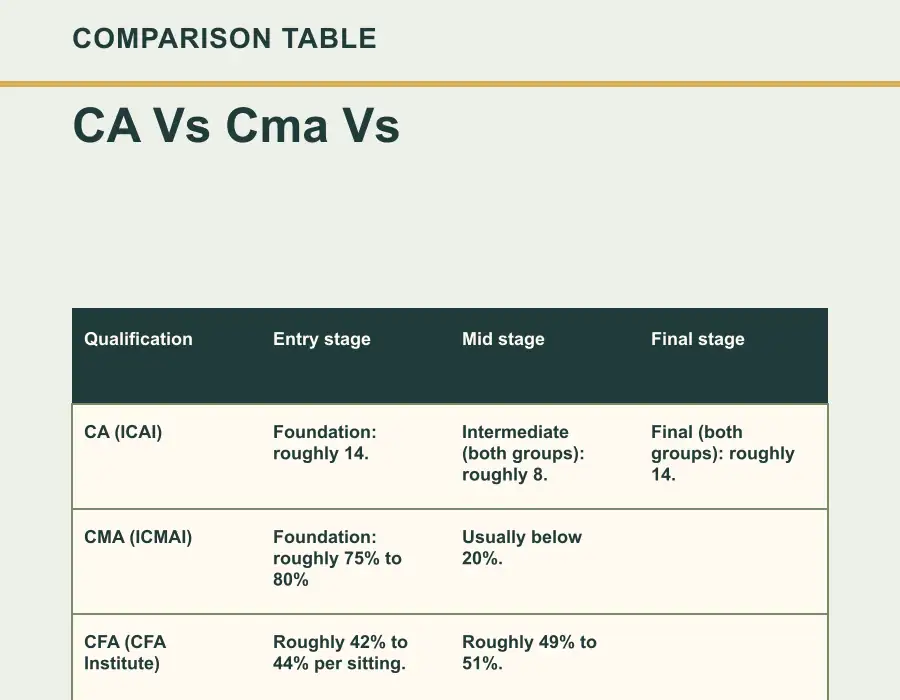 COMPARISON TABLE
CA Vs Cma Vs
Qualification
Entry stage
Mid stage
Final stage
CA (ICAI)
Foundation:
roughly 14.
Intermediate
(both groups):
roughly 8.
Final (both
groups): roughly
14.
CMA (ICMAI)
Foundation:
roughly 75% to
80%
Usually below
20%.
CFA (CFA
Institute)
Roughly 42% to
44% per sitting.
Roughly 49% to
51%.